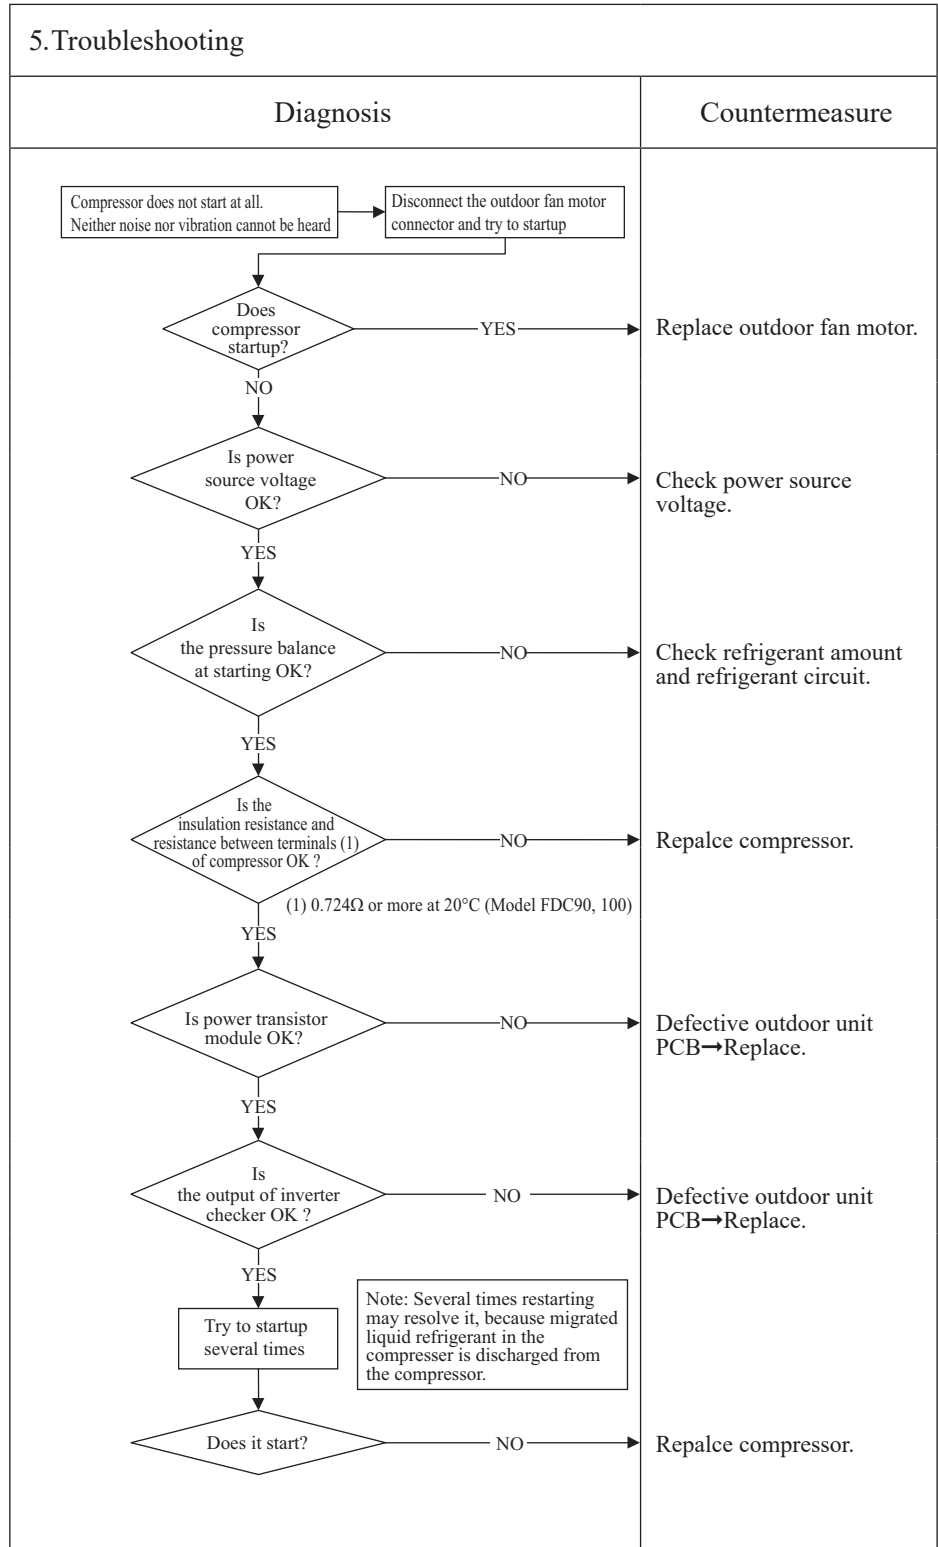 5.Troubleshooting
Diagnosis
Countermeasure
Compressor does not start at all.
Neither noise nor vibration cannot be heard
Disconnect the outdoor fan motor
connector and try to startup
Does
compressor
startup?
YES
Replace outdoor fan motor.
NO
Is power
source voltage
OK?
NO
Check power source
voltage.
YES
Is
the pressure balance
at starting OK?
NO
Check refrigerant amount
and refrigerant circuit.
YES
Is the
insulation resistance and
resistance between terminals (1)
of compressor OK ?
NO
Repalce compressor.
(1) 0.724Ω or more at 20°C (Model FDC90, 100)
YES
Is power transistor
module OK?
NO
Defective outdoor unit
PCB→Replace.
YES
Is
the output of inverter
checker OK ?
NO
Defective outdoor unit
PCB→Replace.
YES
Try to startup
several times
Note: Several times restarting
may resolve it, because migrated
liquid refrigerant in the
compresser is discharged from
the compressor.
Does it start?
NO
Repalce compressor.